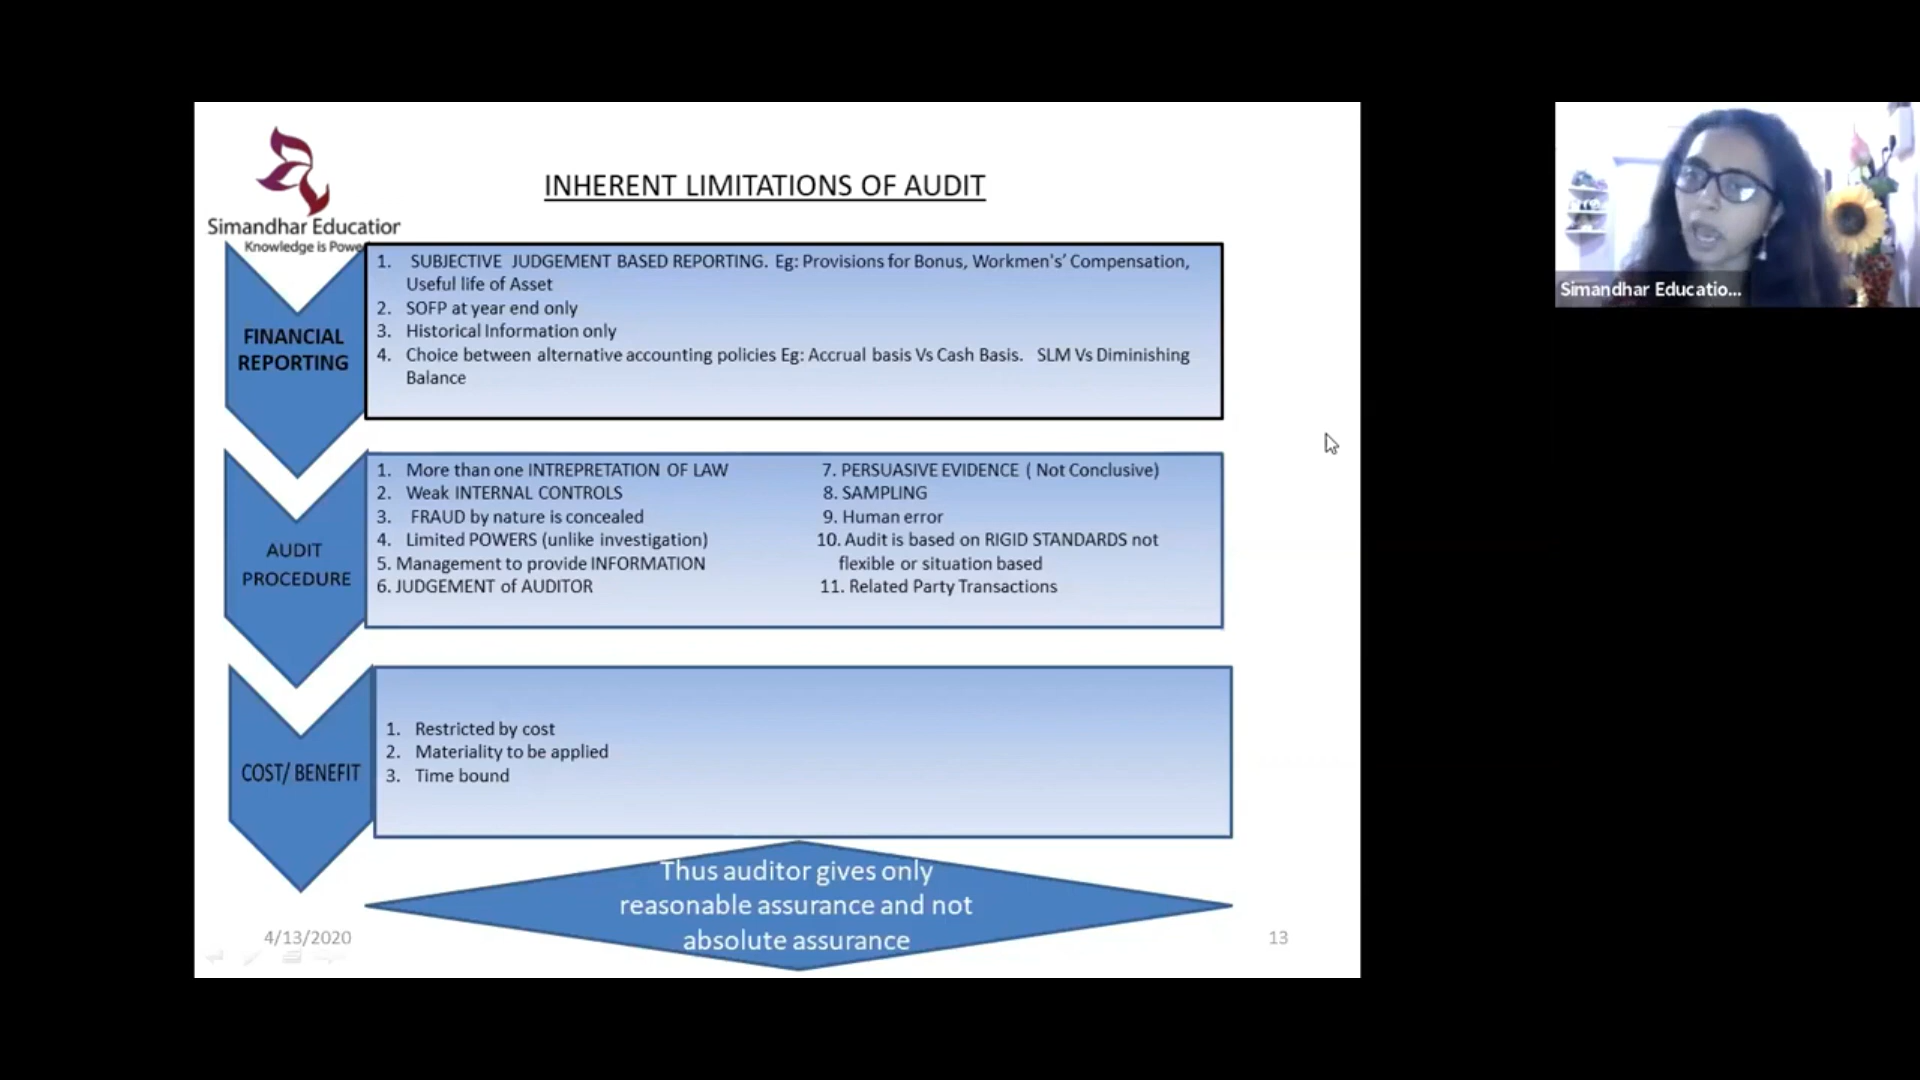 Simandhar Education
Knowledge is Power
INHERENT LIMITATIONS OF AUDIT
FINANCIAL
REPORTING
1. SUBJECTIVE JUDGEMENT BASED REPORTING. Eg: Provisions for Bonus, Workmen's' Compensation,
Useful life of Asset
2. SOFP at year end only
3. Historical Information only
4. Choice between alternative accounting policies Eg: Accrual basis Vs Cash Basis. SLM Vs Diminishing
Balance
AUDIT
PROCEDURE
1. More than one INTREPRETATION OF LAW
2. Weak INTERNAL CONTROLS
3. FRAUD by nature is concealed
4. Limited POWERS (unlike investigation)
5. Management to provide INFORMATION
6. JUDGEMENT of AUDITOR
7. PERSUASIVE EVIDENCE ( Not Conclusive)
8. SAMPLING
9. Human error
10. Audit is based on RIGID STANDARDS not
flexible or situation based
11. Related Party Transactions
COST/ BENEFIT
1. Restricted by cost
2. Materiality to be applied
3. Time bound
Thus auditor gives only
reasonable assurance and not
absolute assurance
4/13/2020
13
Simandhar Educatio...